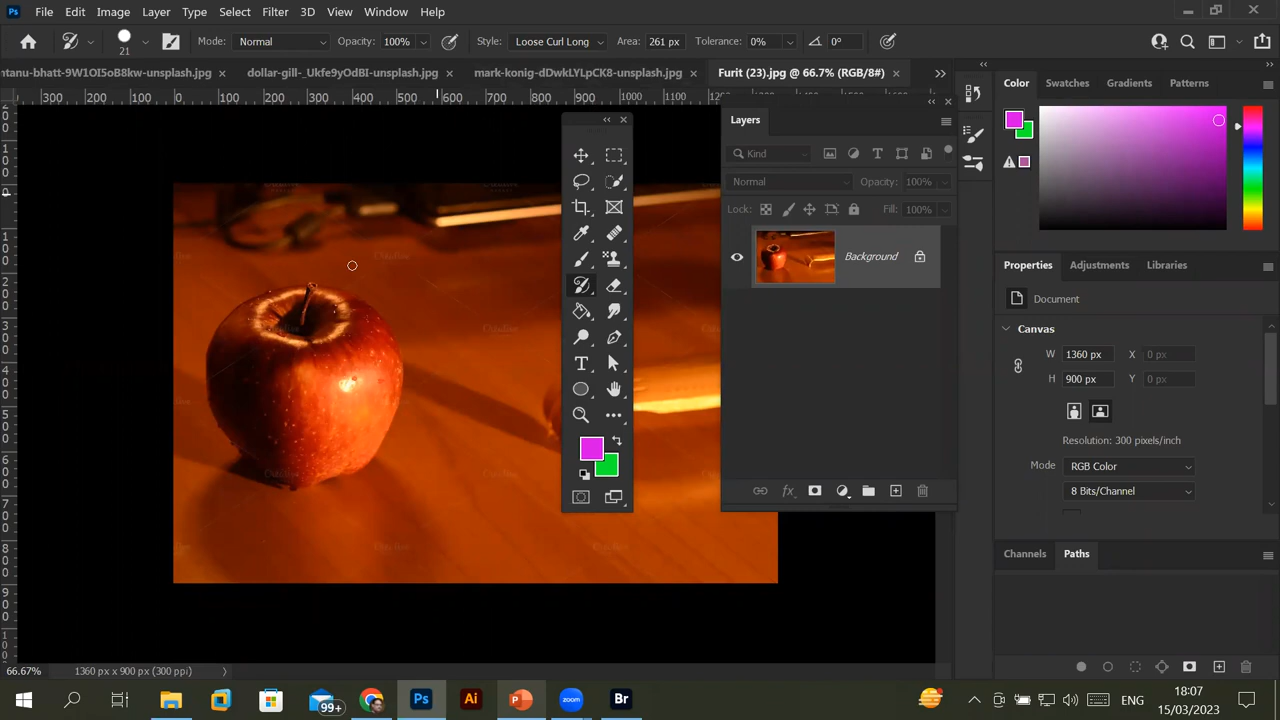 File Edit Image Layer Type Select Filter 3D View Window Help
21 Mode: Normal Opacity: 100% Style: Loose Curl Long Area: 261 px Tolerance: 0% 0°
ntanu-bhatt-9W1OI5oB8kw-unsplash.jpg × dollar-gill-_Ukfe9yOdBI-unsplash.jpg × mark-konig-dDwkLYLpCK8-unsplash.jpg × Furit (23).jpg @ 66.7% (RGB/8#) ×
300 200 100 0 100 200 300 400 500 600 700 800 900 1000 1100 1200
Layers
Kind
Normal Opacity: 100%
Lock: Fill: 100%
Background
Color Swatches Gradients Patterns
Properties Adjustments Libraries
Document
Canvas
W 1360 px X 0 px
H 900 px Y 0 px
Resolution: 300 pixels/inch
Mode RGB Color
8 Bits/Channel
Channels Paths
66.67% 1360 px x 900 px (300 ppi)
99+ Ps Ai P zoom Br ENG 18:07
15/03/2023